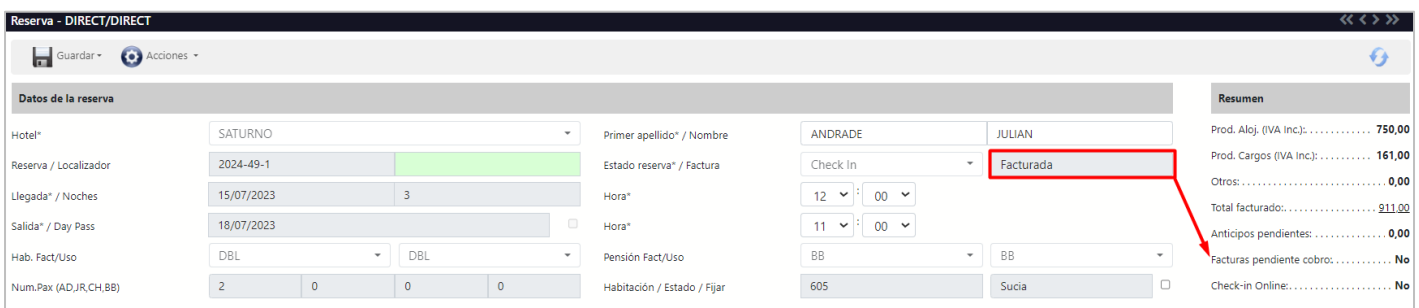 Reserva - DIRECT/DIRECT
Guardar Acciones
Datos de la reserva Resumen
Hotel* SATURNO Primer apellido* / Nombre ANDRADE JULIAN Prod. Aloj. (IVA Inc.):. . . . . . . . . . . . 750,00
Reserva / Localizador 2024-49-1 Estado reserva* / Factura Check In Facturada Prod. Cargos (IVA Inc.): . . . . . . . . . . 161,00
Llegada* / Noches 15/07/2023 3 Hora* 12 : 00 Otros: . . . . . . . . . . . . . . . . . . . . . . . . . . 0,00
Salida* / Day Pass 18/07/2023 Hora* 11 : 00 Total facturado:. . . . . . . . . . . . . . . . . 911,00
Hab. Fact/Uso DBL DBL Pensión Fact/Uso BB BB Anticipos pendientes: . . . . . . . . . . . . . 0,00
Facturas pendiente cobro:. . . . . . . . . . . No
Num.Pax (AD,JR,CH,BB) 2 0 0 0 Habitación / Estado / Fijar 605 Sucia Check-in Online:. . . . . . . . . . . . . . . . . . . No